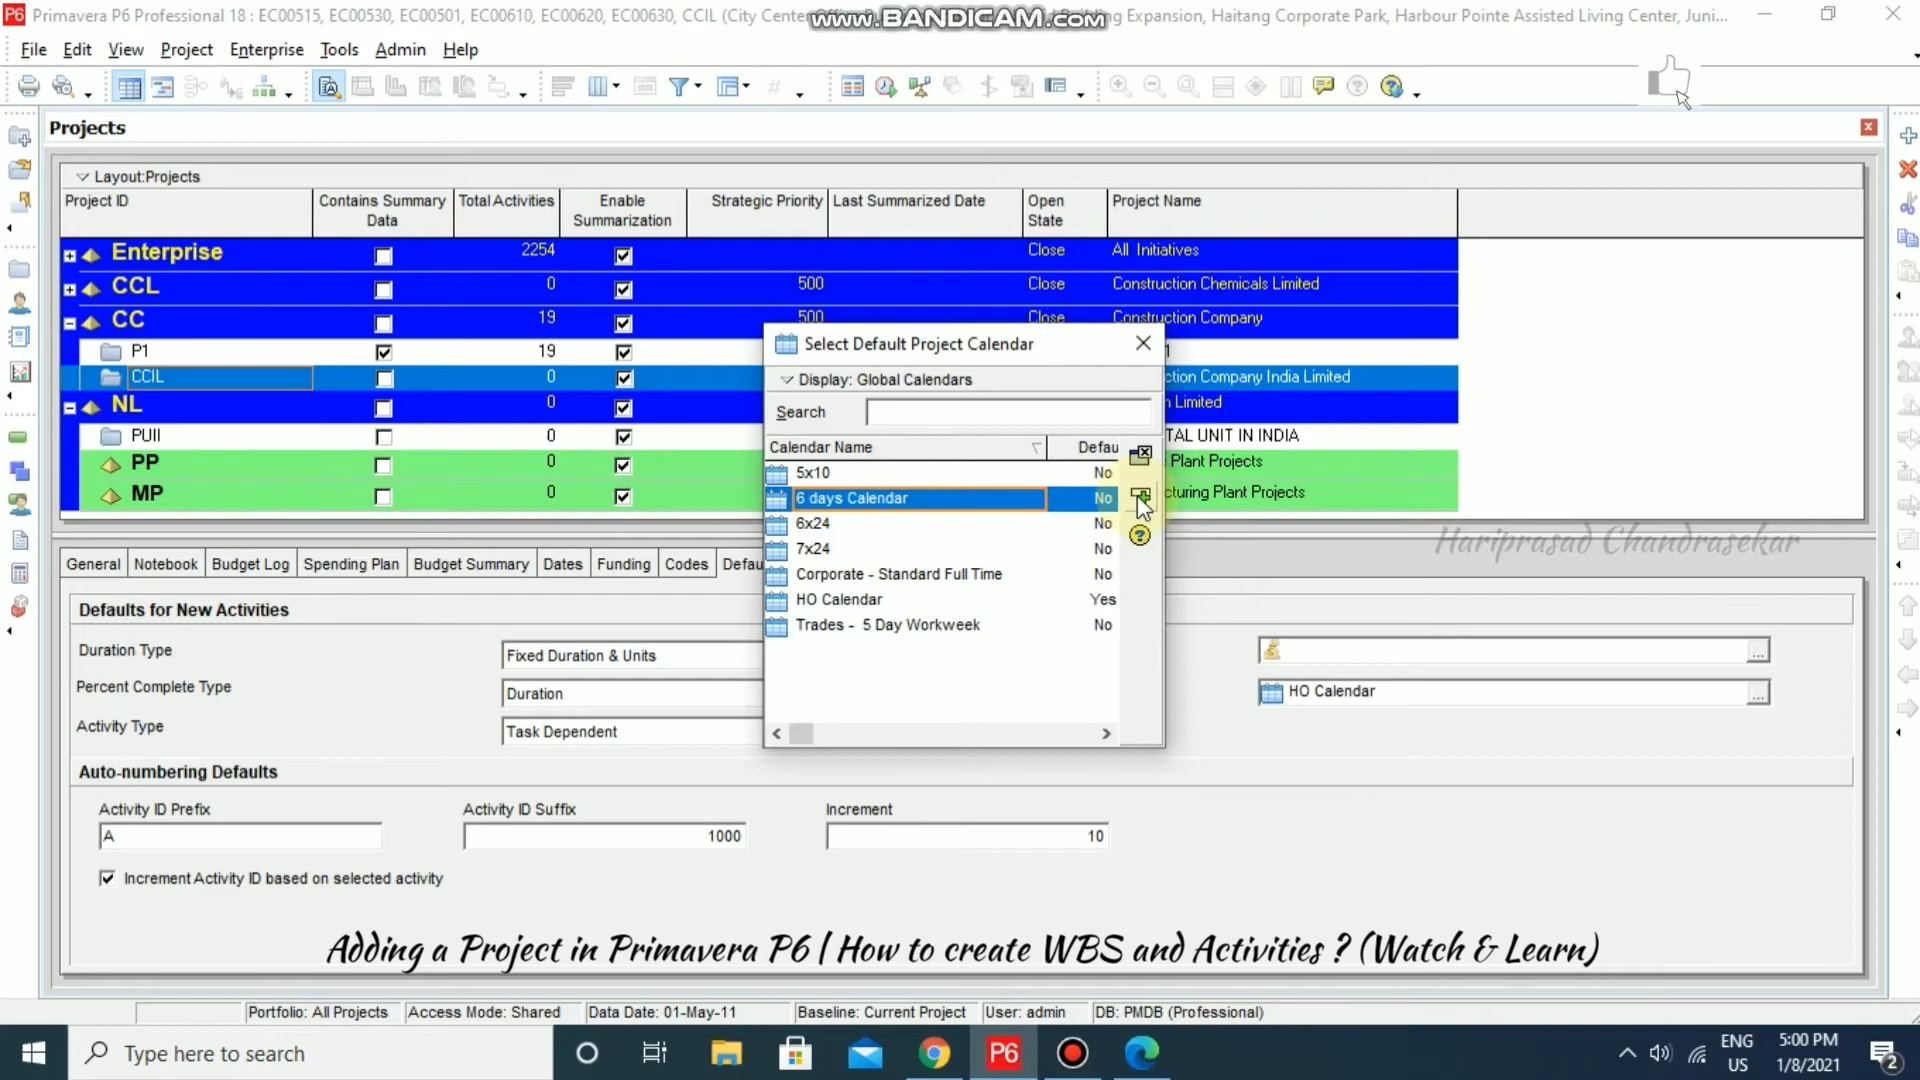 Primavera P6 Professional 18 : EC00515, EC00530, EC00501, EC00610, EC00620, EC00630, CCIL (City Center
www.BANDICAM.com
ding Expansion, Haitang Corporate Park, Harbour Pointe Assisted Living Center, Juni...
File Edit View Project Enterprise Tools Admin Help
Projects
Layout:Projects
Project ID Contains Summary Data Total Activities Enable Summarization Strategic Priority Last Summarized Date Open State Project Name
Enterprise 2254 Close All Initiatives
CCL 0 500 Close Construction Chemicals Limited
CC 19 500 Close Construction Company
P1 19 1
CCIL 0 ction Company India Limited
NL 0 n Limited
PUII 0 TAL UNIT IN INDIA
PP 0 Plant Projects
MP 0 cturing Plant Projects
Select Default Project Calendar
Display: Global Calendars
Search
Calendar Name Defau
5x10 No
6 days Calendar No
6x24 No
7x24 No
Corporate - Standard Full Time No
HO Calendar Yes
Trades - 5 Day Workweek No
Hariprasad Chandrasekar
General Notebook Budget Log Spending Plan Budget Summary Dates Funding Codes Defau
Defaults for New Activities
Duration Type Fixed Duration & Units
Percent Complete Type Duration HO Calendar
Activity Type Task Dependent
Auto-numbering Defaults
Activity ID Prefix Activity ID Suffix Increment
A 1000 10
Increment Activity ID based on selected activity
Adding a Project in Primavera P6 | How to create WBS and Activities ? (Watch & Learn)
Portfolio: All Projects Access Mode: Shared Data Date: 01-May-11 Baseline: Current Project User: admin DB: PMDB (Professional)
Type here to search
P6
ENG US
5:00 PM
1/8/2021
2